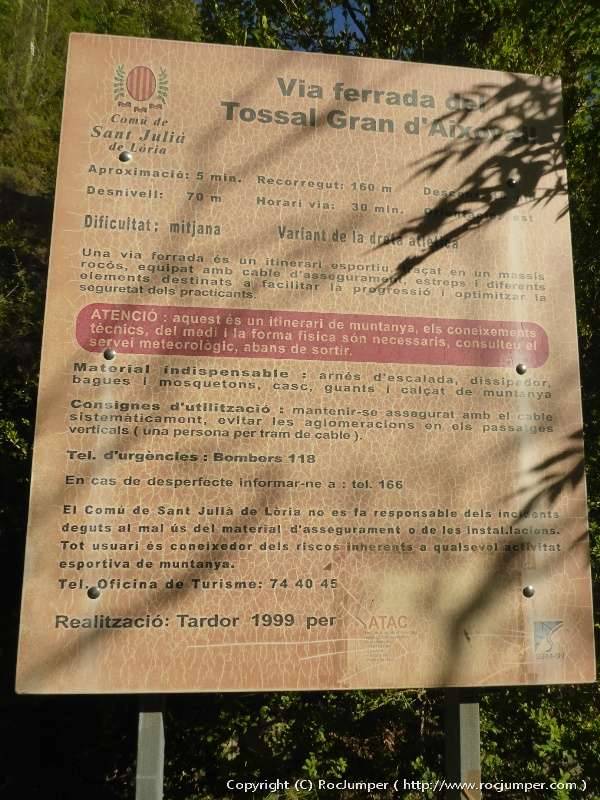 Comú de
Sant Julià
de Lòria
Via ferrada del
Tossal Gran d'Aixovall
Aproximació: 5 min.
Recorregut: 160 m
Desnivell: 70 m
Horari via: 30 min.
est
Dificultat: mitjana
Variant de la dreta atlètica
Una via ferrada és un itinerari esportiu, traçat en un massís
rocós, equipat amb cable d'assegurament, estreps i diferents
elements destinats a facilitar la progressió i optimitzar la
seguretat dels practicants.
ATENCIÓ : aquest és un itinerari de muntanya, els coneixements
tècnics, del medi i la forma física són necessaris, consulteu el
servei meteorològic, abans de sortir.
Material indispensable : arnés d'escalada, dissipador,
bagues i mosquetons, casc, guants i calçat de muntanya
Consignes d'utilització : mantenir-se assegurat amb el cable
sistemàticament, evitar les aglomeracions en els passatges
verticals ( una persona per tram de cable ).
Tel. d'urgències : Bombers 118
En cas de desperfecte informar-ne a : tel. 166
El Comú de Sant Julià de Lòria no es fa responsable dels incidents
deguts al mal ús del material d'assegurament o de les instal.lacions.
Tot usuari és coneixedor dels riscos inherents a qualsevol activitat
esportiva de muntanya.
Tel. Oficina de Turisme: 74 40 45
Realització: Tardor 1999 per
ATAC
Copyright (C) RocJumper ( http://www.rocjumper.com )